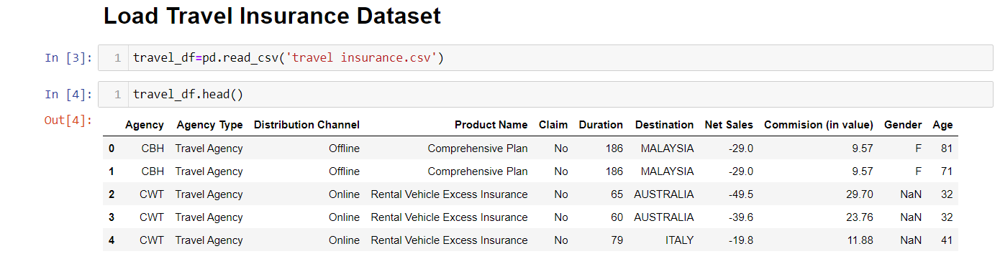 Load Travel Insurance Dataset
In [3]: 1 travel_df=pd.read_csv('travel insurance.csv')
In [4]: 1 travel_df.head()
Out[4]:
Agency Agency Type Distribution Channel Product Name Claim Duration Destination Net Sales Commision (in value) Gender Age
0 CBH Travel Agency Offline Comprehensive Plan No 186 MALAYSIA -29.0 9.57 F 81
1 CBH Travel Agency Offline Comprehensive Plan No 186 MALAYSIA -29.0 9.57 F 71
2 CWT Travel Agency Online Rental Vehicle Excess Insurance No 65 AUSTRALIA -49.5 29.70 NaN 32
3 CWT Travel Agency Online Rental Vehicle Excess Insurance No 60 AUSTRALIA -39.6 23.76 NaN 32
4 CWT Travel Agency Online Rental Vehicle Excess Insurance No 79 ITALY -19.8 11.88 NaN 41